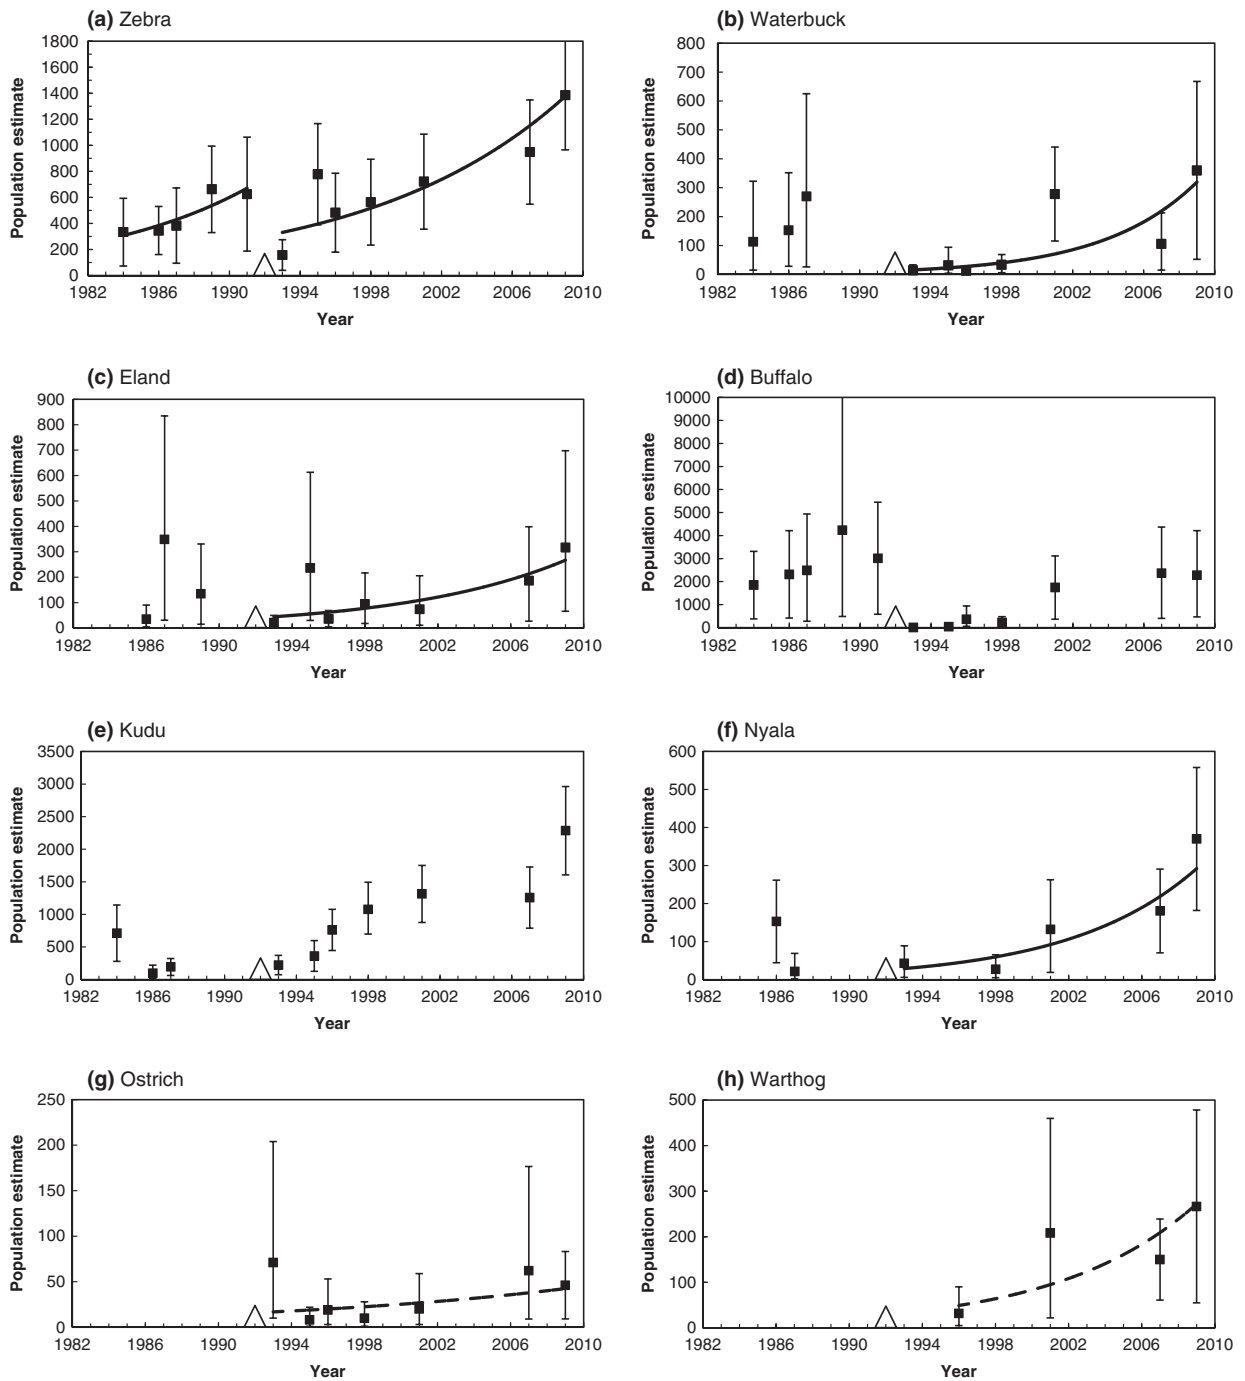 (a) Zebra
Population estimate
1800
1600
1400
1200
1000
800
600
400
200
0
1982 1986 1990 1994 1998 2002 2006 2010
Year
(b) Waterbuck
Population estimate
800
700
600
500
400
300
200
100
0
1982 1986 1990 1994 1998 2002 2006 2010
Year
(c) Eland
Population estimate
900
800
700
600
500
400
300
200
100
0
1982 1986 1990 1994 1998 2002 2006 2010
Year
(d) Buffalo
Population estimate
10000
9000
8000
7000
6000
5000
4000
3000
2000
1000
0
1982 1986 1990 1994 1998 2002 2006 2010
Year
(e) Kudu
Population estimate
3500
3000
2500
2000
1500
1000
500
0
1982 1986 1990 1994 1998 2002 2006 2010
Year
(f) Nyala
Population estimate
600
500
400
300
200
100
0
1982 1986 1990 1994 1998 2002 2006 2010
Year
(g) Ostrich
Population estimate
250
200
150
100
50
0
1982 1986 1990 1994 1998 2002 2006 2010
Year
(h) Warthog
Population estimate
500
400
300
200
100
0
1982 1986 1990 1994 1998 2002 2006 2010
Year